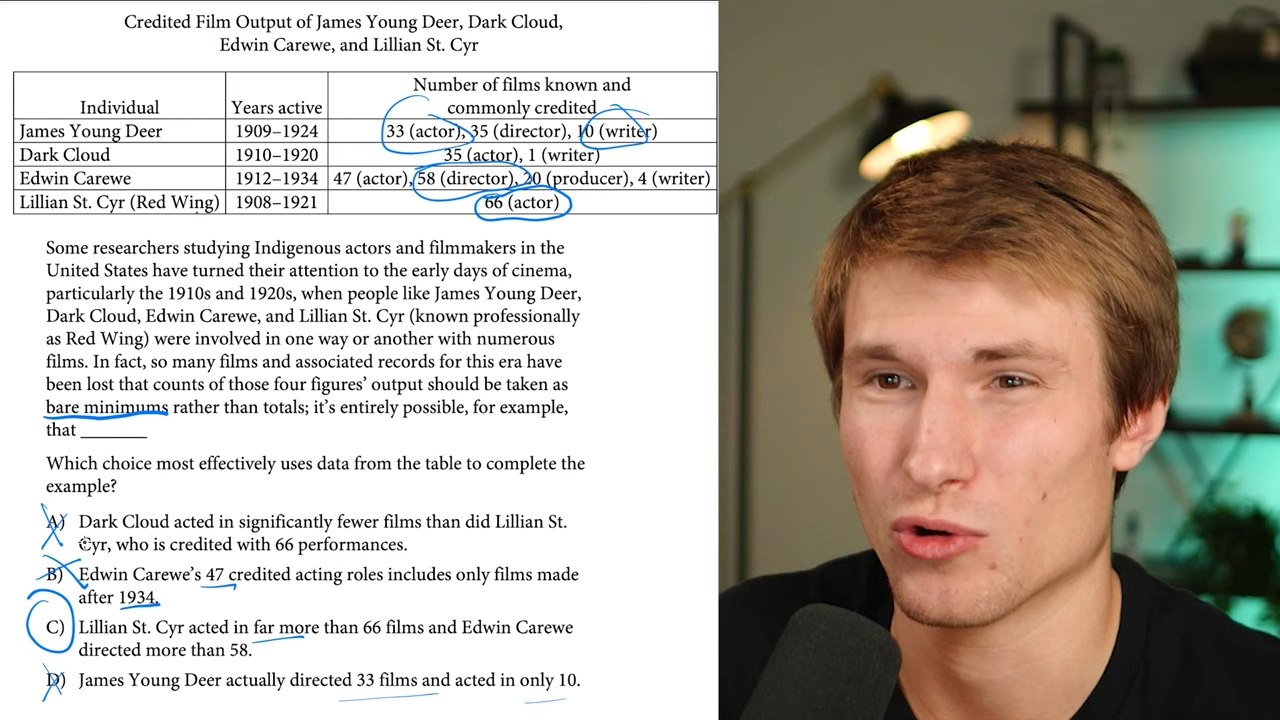 Credited Film Output of James Young Deer, Dark Cloud,
Edwin Carewe, and Lillian St. Cyr
Individual Years active Number of films known and commonly credited
James Young Deer 1909–1924 33 (actor), 35 (director), 10 (writer)
Dark Cloud 1910–1920 35 (actor), 1 (writer)
Edwin Carewe 1912–1934 47 (actor), 58 (director), 20 (producer), 4 (writer)
Lillian St. Cyr (Red Wing) 1908–1921 66 (actor)
Some researchers studying Indigenous actors and filmmakers in the
United States have turned their attention to the early days of cinema,
particularly the 1910s and 1920s, when people like James Young Deer,
Dark Cloud, Edwin Carewe, and Lillian St. Cyr (known professionally
as Red Wing) were involved in one way or another with numerous
films. In fact, so many films and associated records for this era have
been lost that counts of those four figures’ output should be taken as
bare minimums rather than totals; it’s entirely possible, for example,
that ______
Which choice most effectively uses data from the table to complete the
example?
A) Dark Cloud acted in significantly fewer films than did Lillian St.
Cyr, who is credited with 66 performances.
B) Edwin Carewe’s 47 credited acting roles includes only films made
after 1934.
C) Lillian St. Cyr acted in far more than 66 films and Edwin Carewe
directed more than 58.
D) James Young Deer actually directed 33 films and acted in only 10.